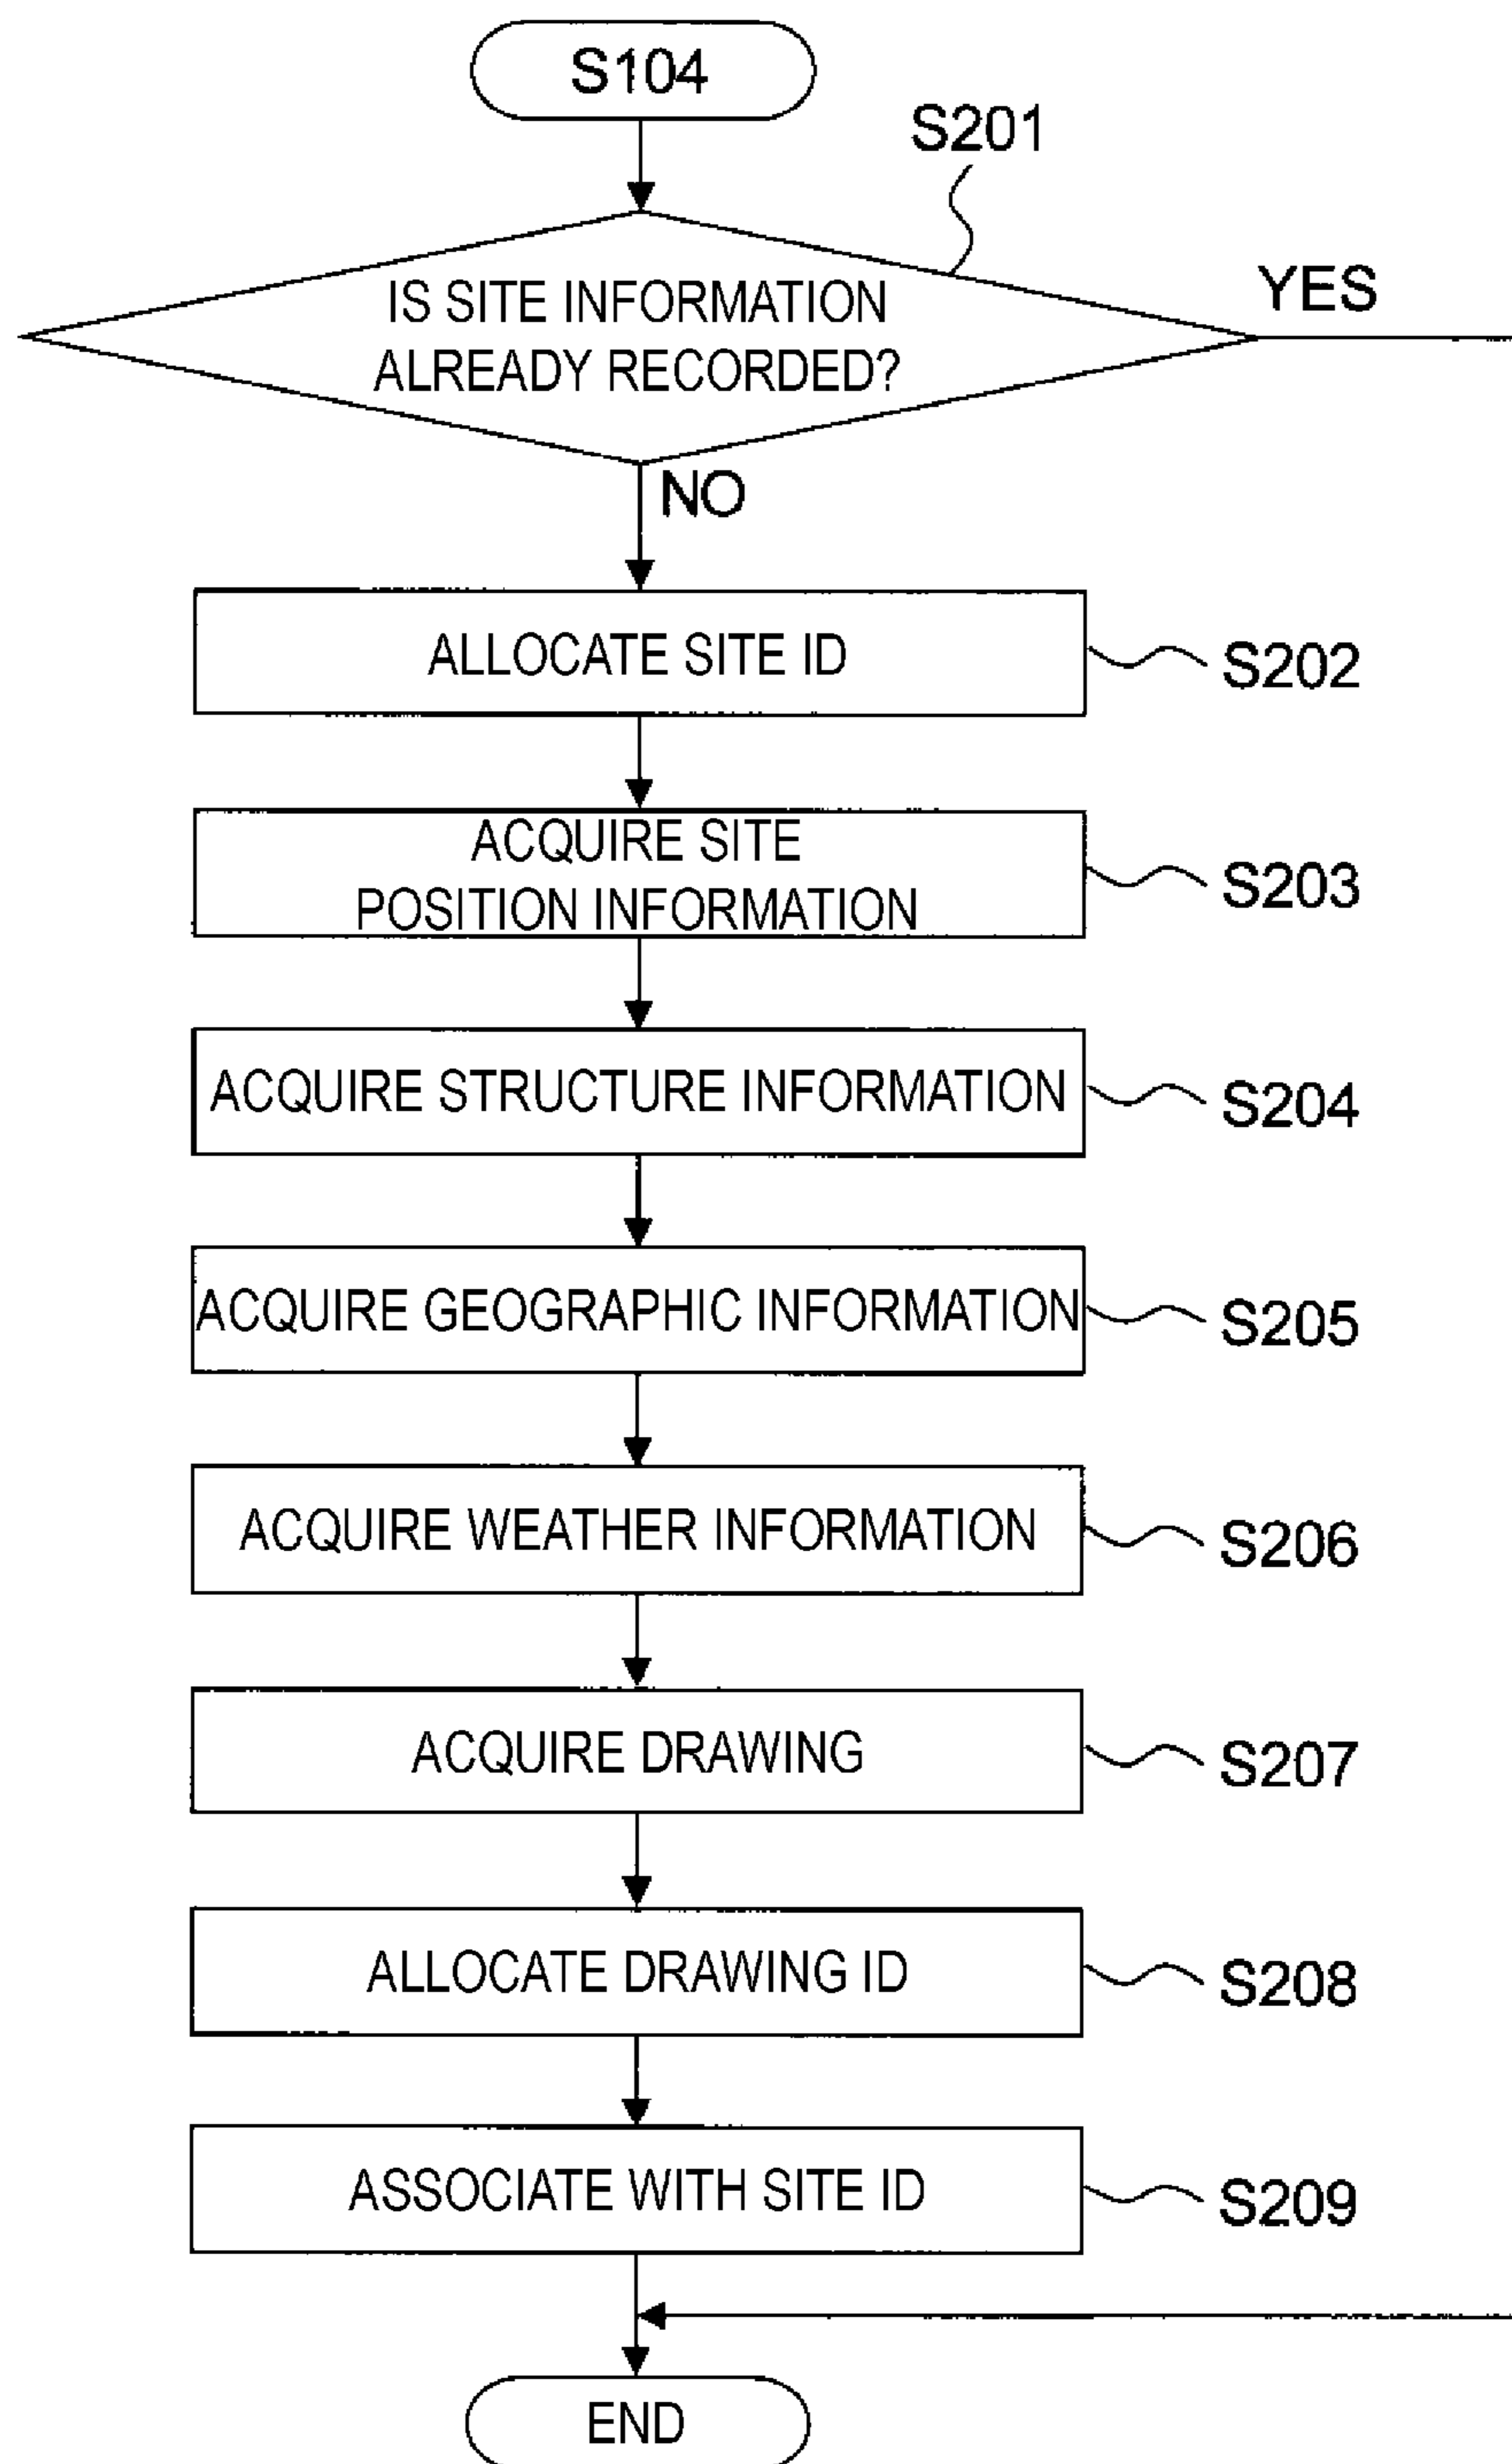 S104
S201
IS SITE INFORMATION
ALREADY RECORDED?
YES
NO
ALLOCATE SITE ID
S202
ACQUIRE SITE
POSITION INFORMATION
S203
ACQUIRE STRUCTURE INFORMATION
S204
ACQUIRE GEOGRAPHIC INFORMATION
S205
ACQUIRE WEATHER INFORMATION
S206
ACQUIRE DRAWING
S207
ALLOCATE DRAWING ID
S208
ASSOCIATE WITH SITE ID
S209
END